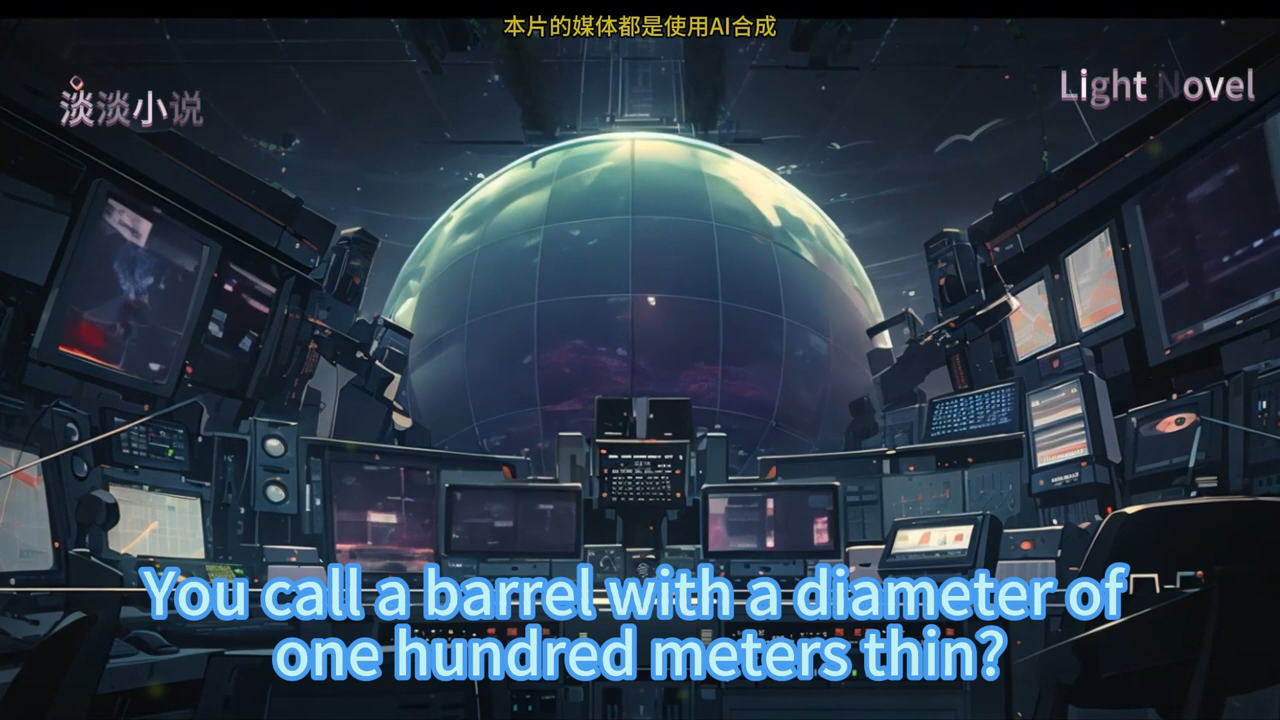 本片的媒体都是使用AI合成
淡淡小说
Light Novel
You call a barrel with a diameter of
one hundred meters thin?